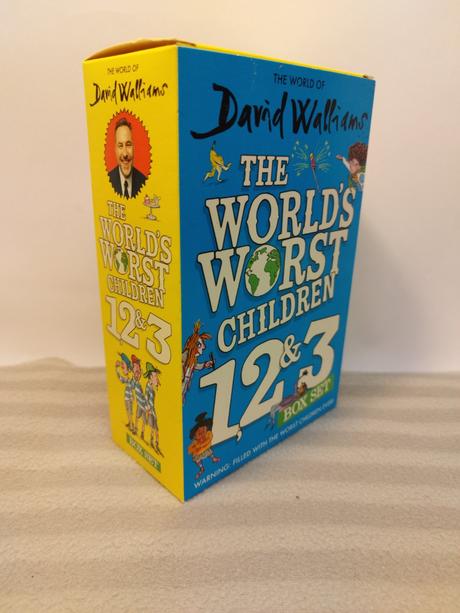 THE WORLD OF
David Walliams
THE
WORLD'S
WORST
CHILDREN
1,2&3
BOX SET
THE WORLD OF
David Walliams
THE
WORLD'S
WORST
CHILDREN
1,2&3
BOX SET
WARNING: FILLED WITH THE WORST CHILDREN EVER!